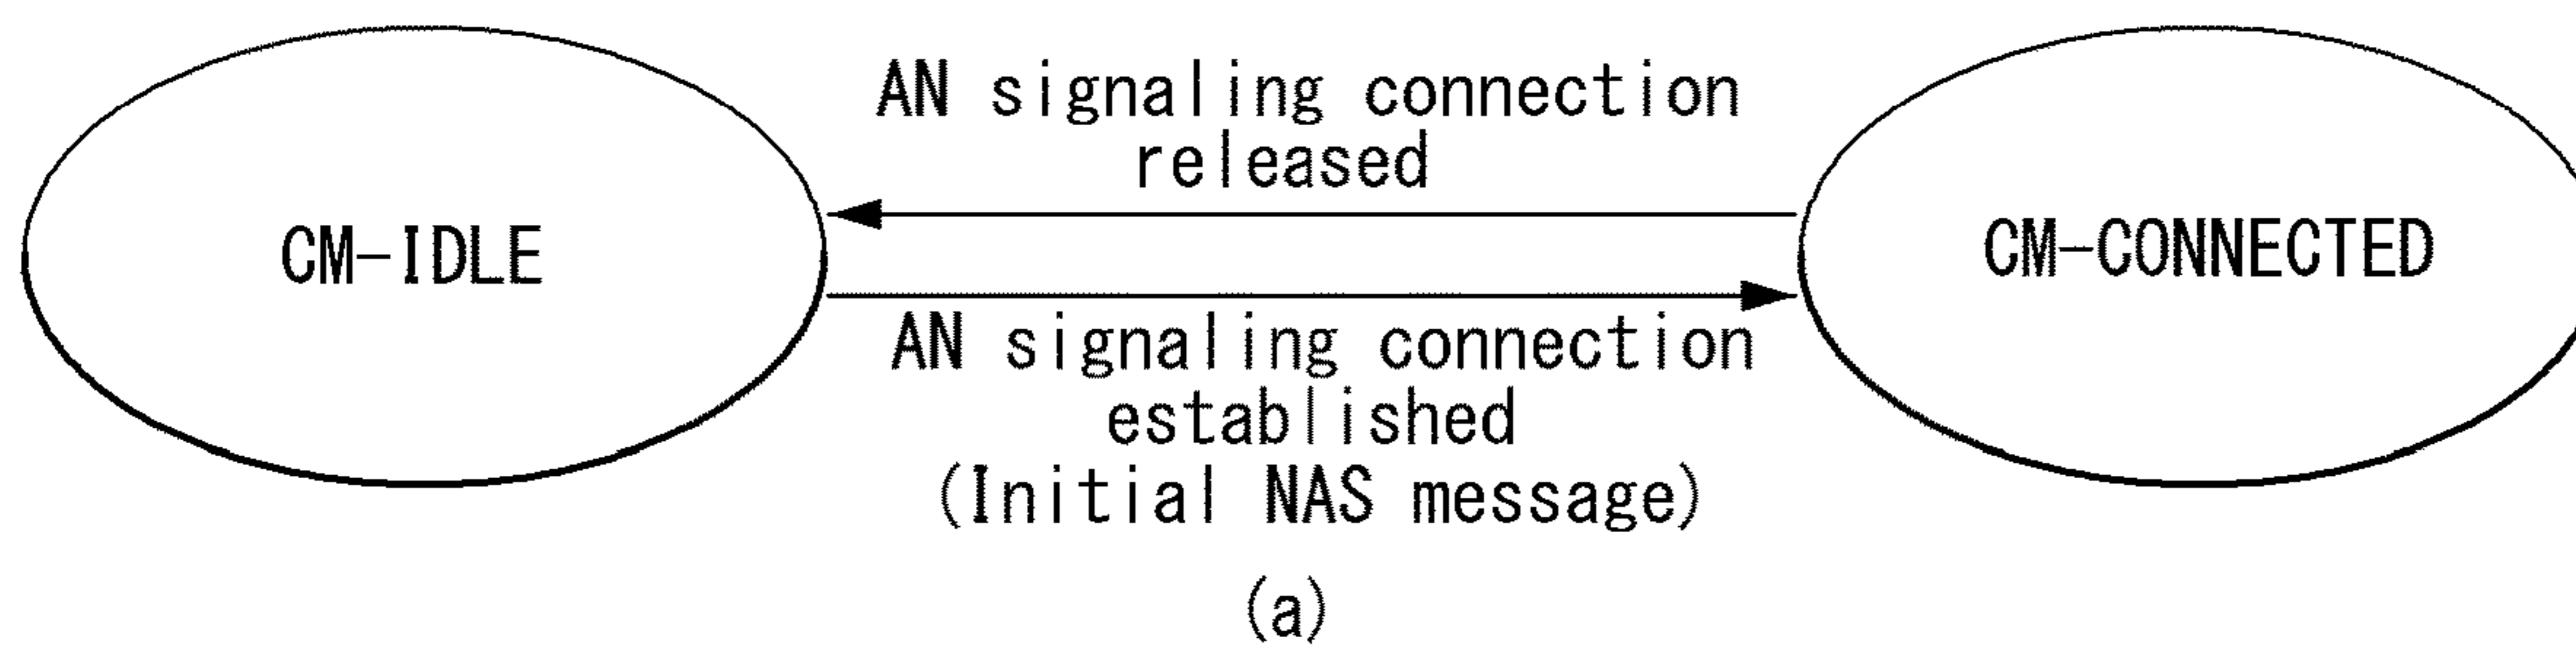 AN signaling connection
released
CM-IDLE
CM-CONNECTED
AN signaling connection
established
(Initial NAS message)
(a)